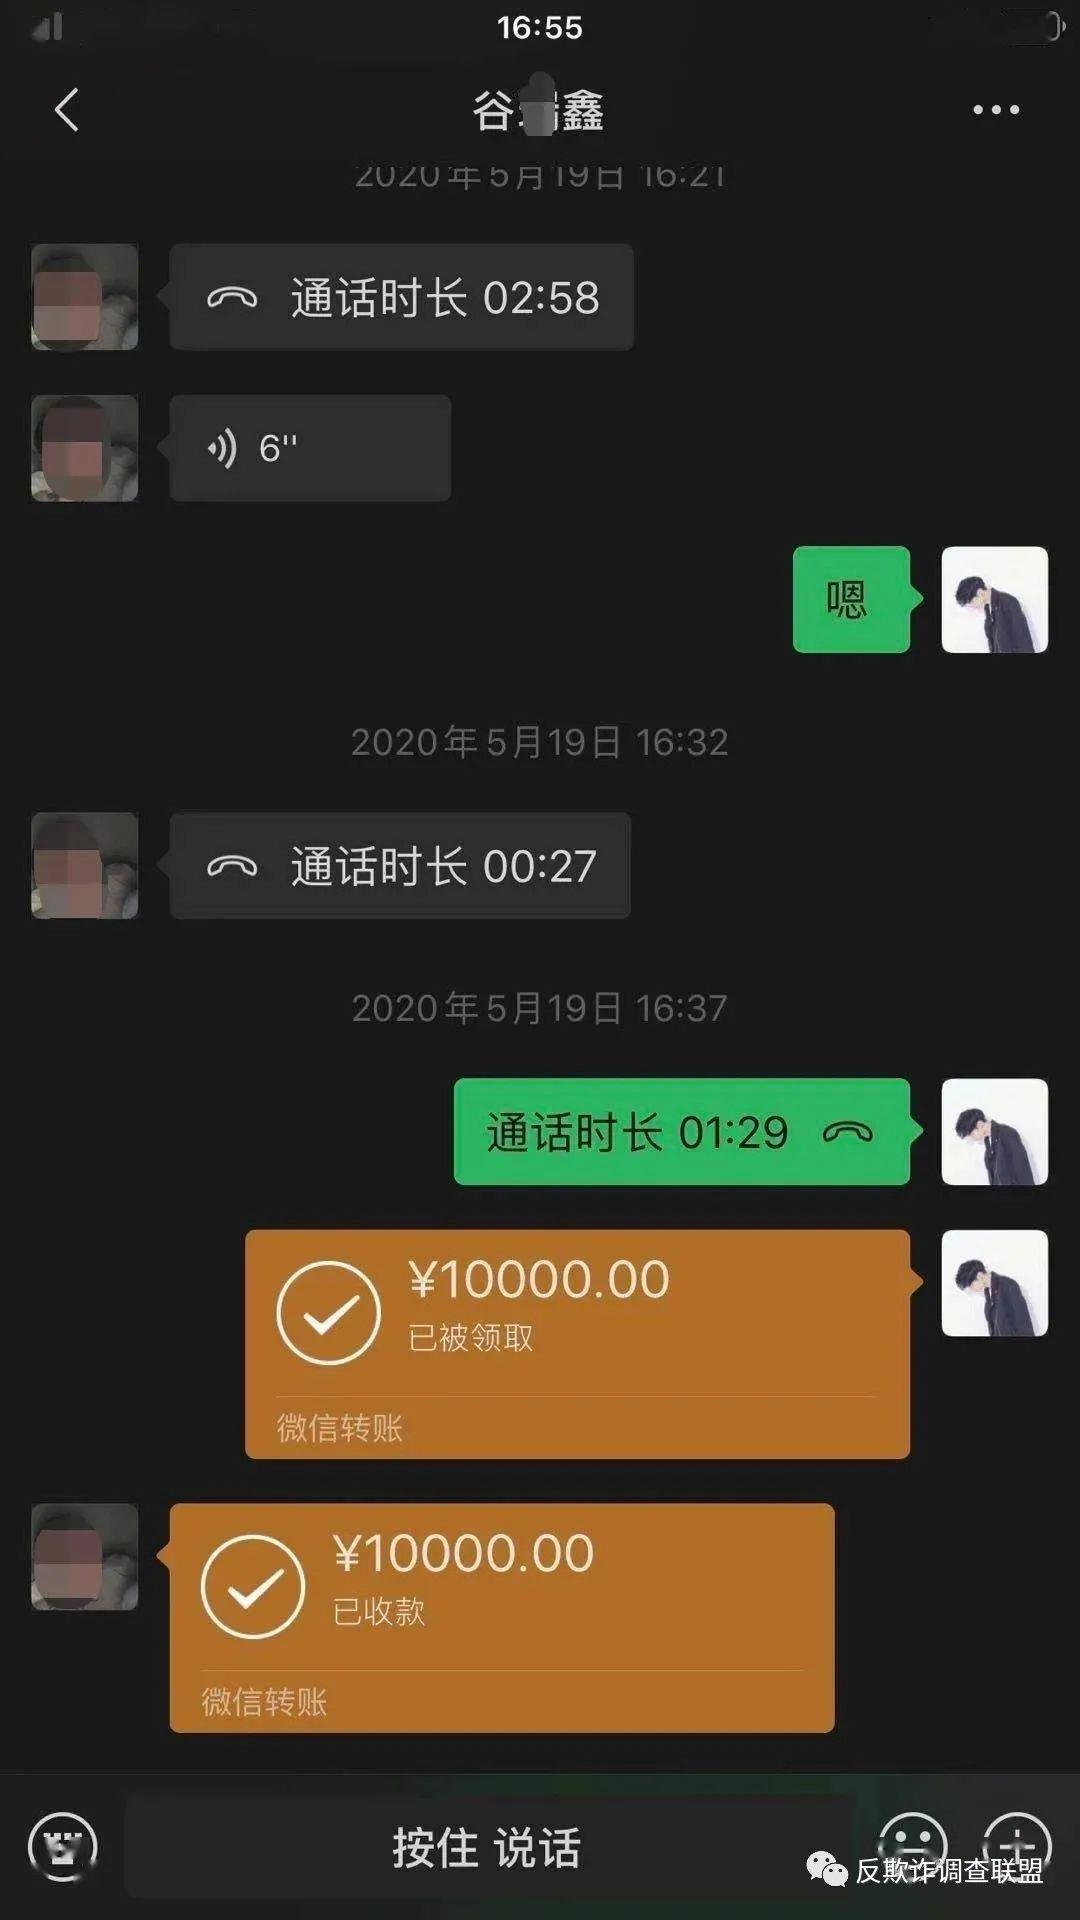 16:55
谷 鑫
2020年5月19日 16:21
通话时长 02:58
6''
嗯
2020年5月19日 16:32
通话时长 00:27
2020年5月19日 16:37
通话时长 01:29
¥10000.00
已被领取
微信转账
¥10000.00
已收款
微信转账
按住 说话
反欺诈调查联盟